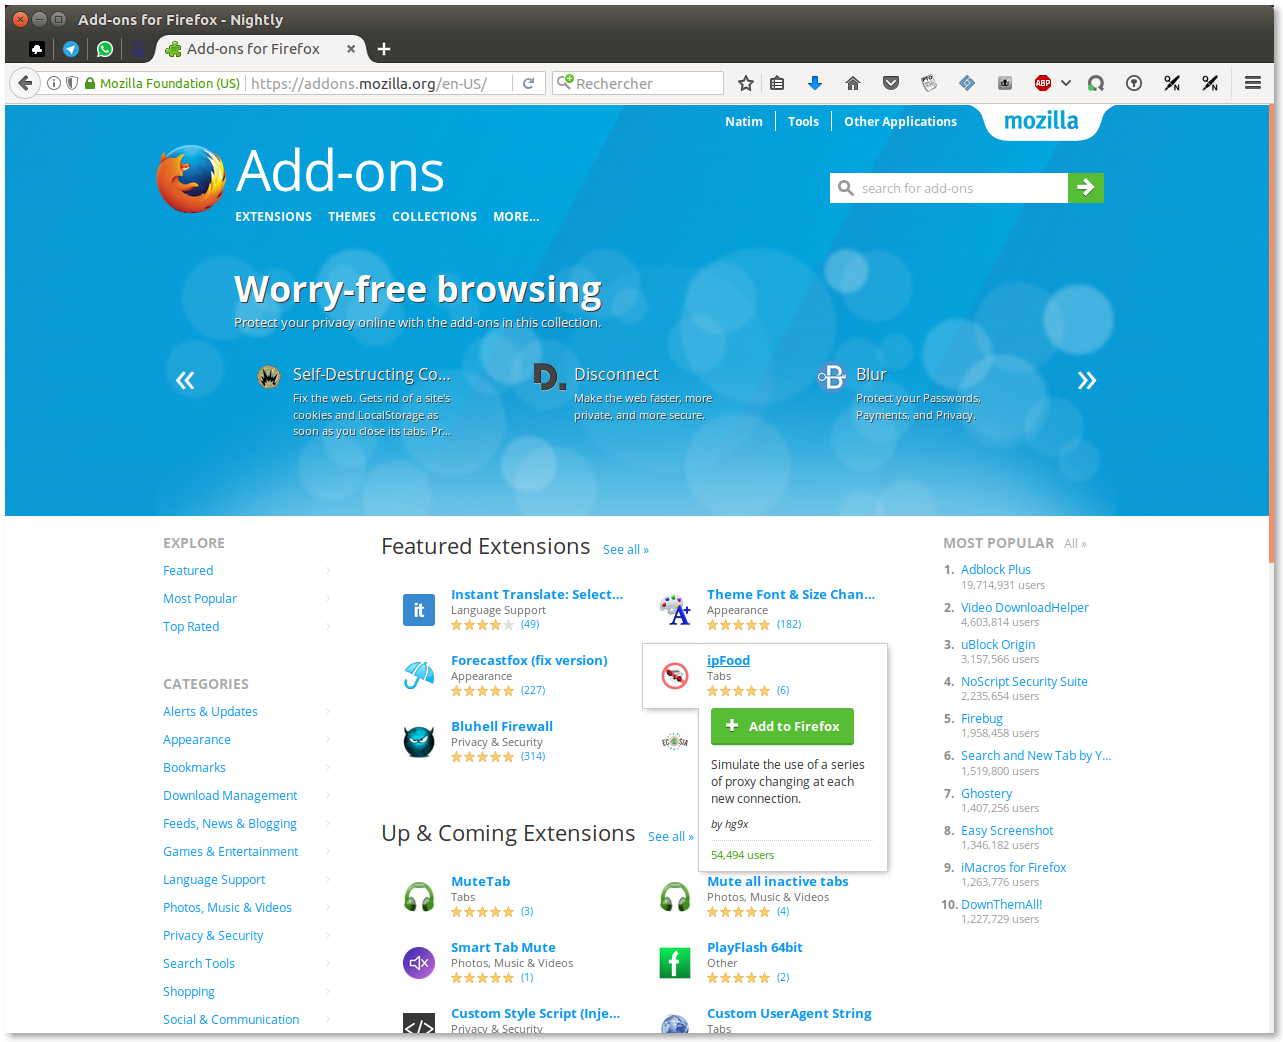 Add-ons for Firefox - Nightly
Add-ons for Firefox
Mozilla Foundation (US)
https://addons.mozilla.org/en-US/
Rechercher
ABP
Natim
Tools
Other Applications
mozilla
Add-ons
search for add-ons
EXTENSIONS
THEMES
COLLECTIONS
MORE...
Worry-free browsing
Protect your privacy online with the add-ons in this collection.
«
Self-Destructing Co...
Fix the web. Gets rid of a site's
cookies and LocalStorage as
soon as you close its tabs. Pr...
D.
Disconnect
Make the web faster, more
private, and more secure.
B
Blur
Protect your Passwords,
Payments, and Privacy.
»
EXPLORE
Featured
Most Popular
Top Rated
CATEGORIES
Alerts & Updates
Appearance
Bookmarks
Download Management
Feeds, News & Blogging
Games & Entertainment
Language Support
Photos, Music & Videos
Privacy & Security
Search Tools
Shopping
Social & Communication
Featured Extensions See all »
it
Instant Translate: Select...
Language Support
(49)
Theme Font & Size Chan...
Appearance
(182)
Forecastfox (fix version)
Appearance
(227)
ipFood
Tabs
(6)
Add to Firefox
Simulate the use of a series
of proxy changing at each
new connection.
by hg9x
54,494 users
Bluhell Firewall
Privacy & Security
(314)
ECOSIA
Up & Coming Extensions See all »
MuteTab
Tabs
(3)
Mute all inactive tabs
Photos, Music & Videos
(4)
Smart Tab Mute
Photos, Music & Videos
(1)
PlayFlash 64bit
Other
(2)
</>
Custom Style Script (Inje...
Privacy & Security
Custom UserAgent String
Tabs
MOST POPULAR All »
1. Adblock Plus
19,714,931 users
2. Video DownloadHelper
4,603,814 users
3. uBlock Origin
3,157,566 users
4. NoScript Security Suite
2,235,654 users
5. Firebug
1,958,458 users
6. Search and New Tab by Y...
1,519,800 users
7. Ghostery
1,407,256 users
8. Easy Screenshot
1,346,182 users
9. iMacros for Firefox
1,263,776 users
10. DownThemAll!
1,227,729 users